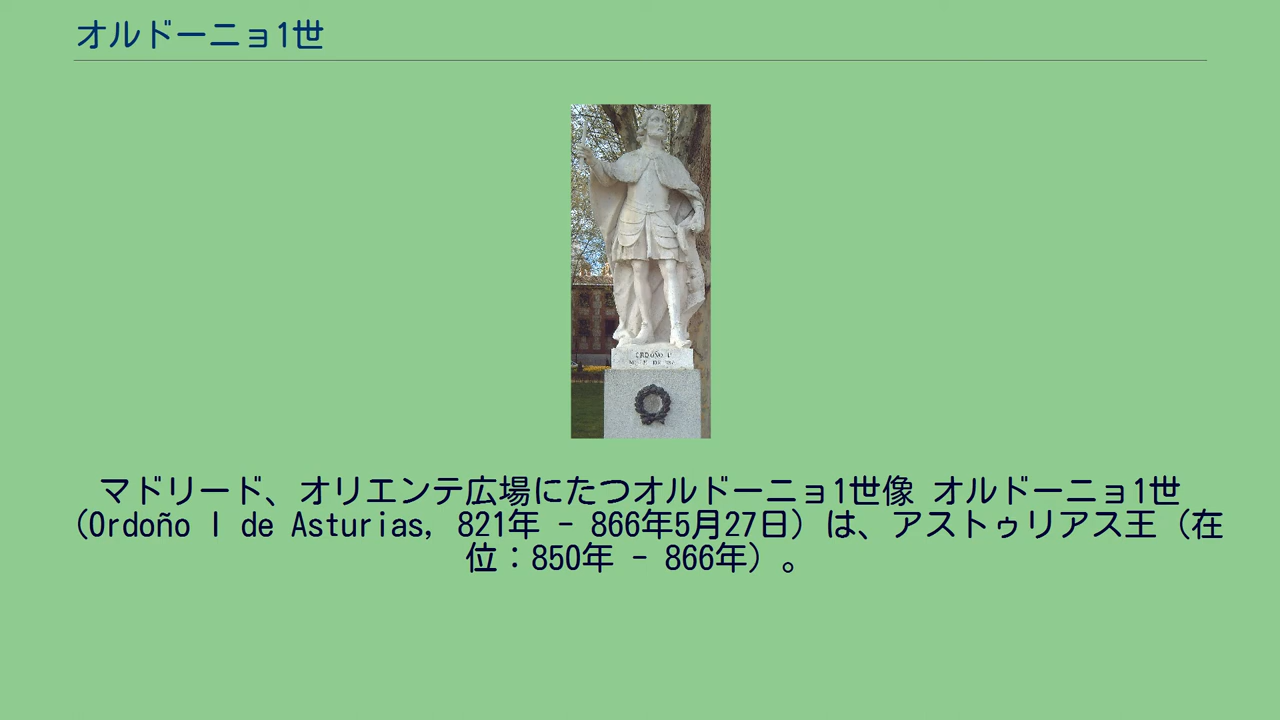 オルドーニョ1世
ORDOÑO Iº
マドリード、オリエンテ広場にたつオルドーニョ1世像 オルドーニョ1世
(Ordoño I de Asturias, 821年 - 866年5月27日) は、アストゥリアス王（在
位：850年 - 866年）。